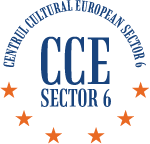 CENTRUL CULTURAL EUROPEAN SECTOR 6
CCE
SECTOR 6